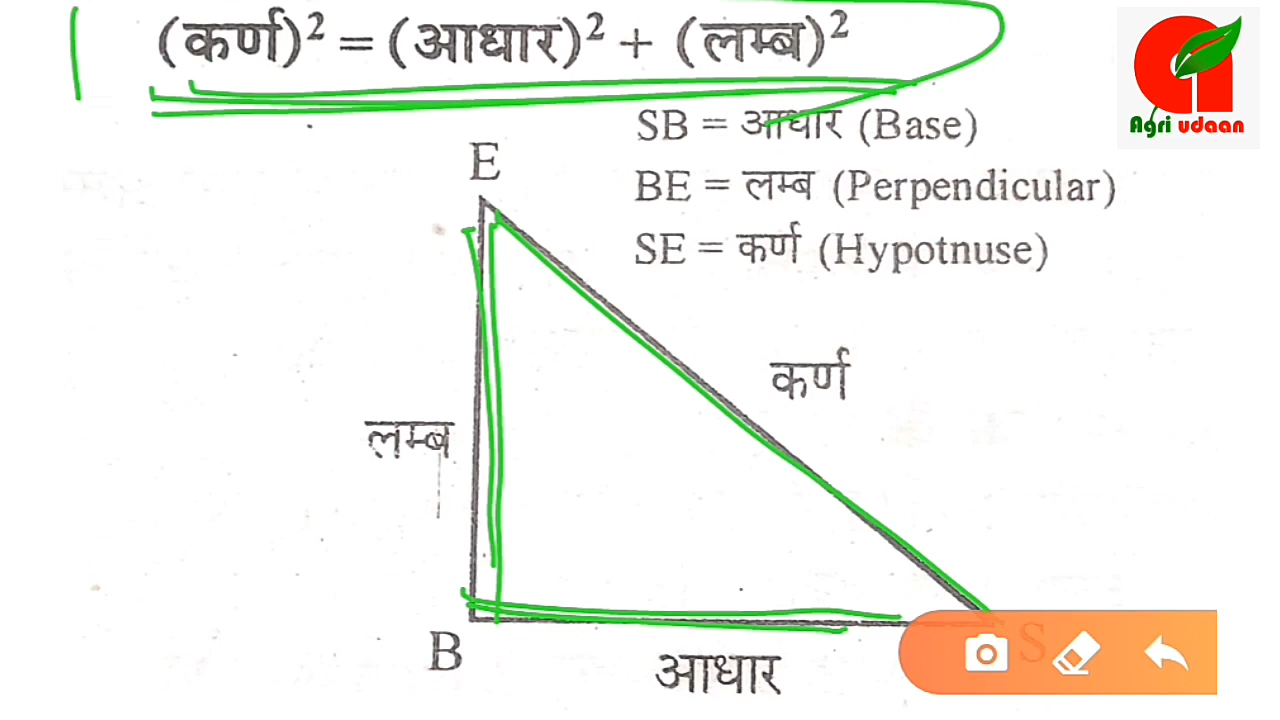 (कर्ण)² = (आधार)² + (लम्ब)²
Agri udaan
SB = आधार (Base)
E
BE = लम्ब (Perpendicular)
SE = कर्ण (Hypotnuse)
कर्ण
लम्ब
B
S
आधार